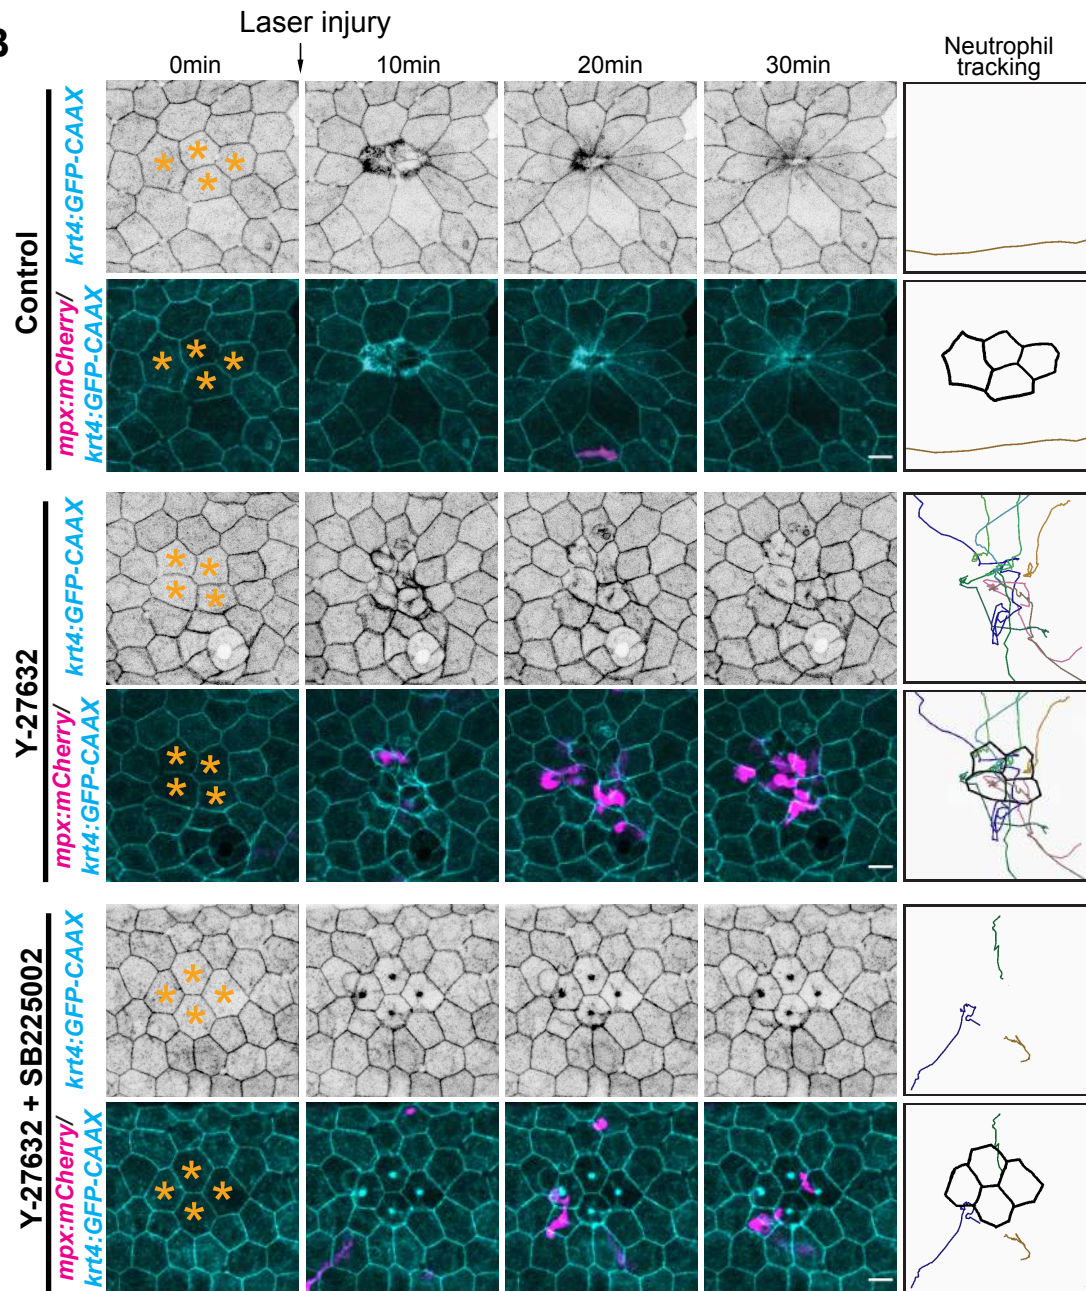 B
Laser injury
0min
10min
20min
30min
Neutrophil
tracking
Control
krt4:GFP-CAAX
mpx:mCherry/
krt4:GFP-CAAX
Y-27632
krt4:GFP-CAAX
mpx:mCherry/
krt4:GFP-CAAX
Y-27632 + SB225002
krt4:GFP-CAAX
mpx:mCherry/
krt4:GFP-CAAX